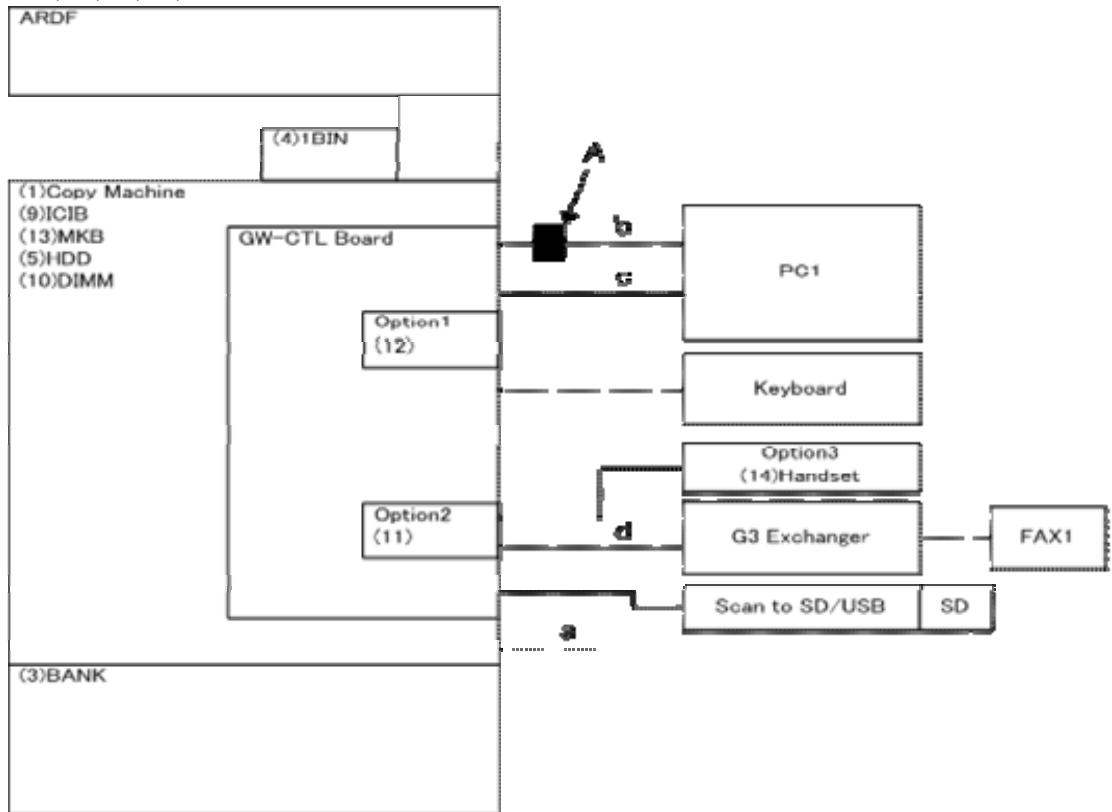 ARDF
(4)1BIN
(1)Copy Machine
(9)ICIB
(13)MKB
(5)HDD
(10)DIMM
GW-CTL Board
A
b
c
PC1
Option1
(12)
Keyboard
Option3
(14)Handset
Option2
(11)
d
G3 Exchanger
FAX1
Scan to SD/USB
SD
a
(3)BANK